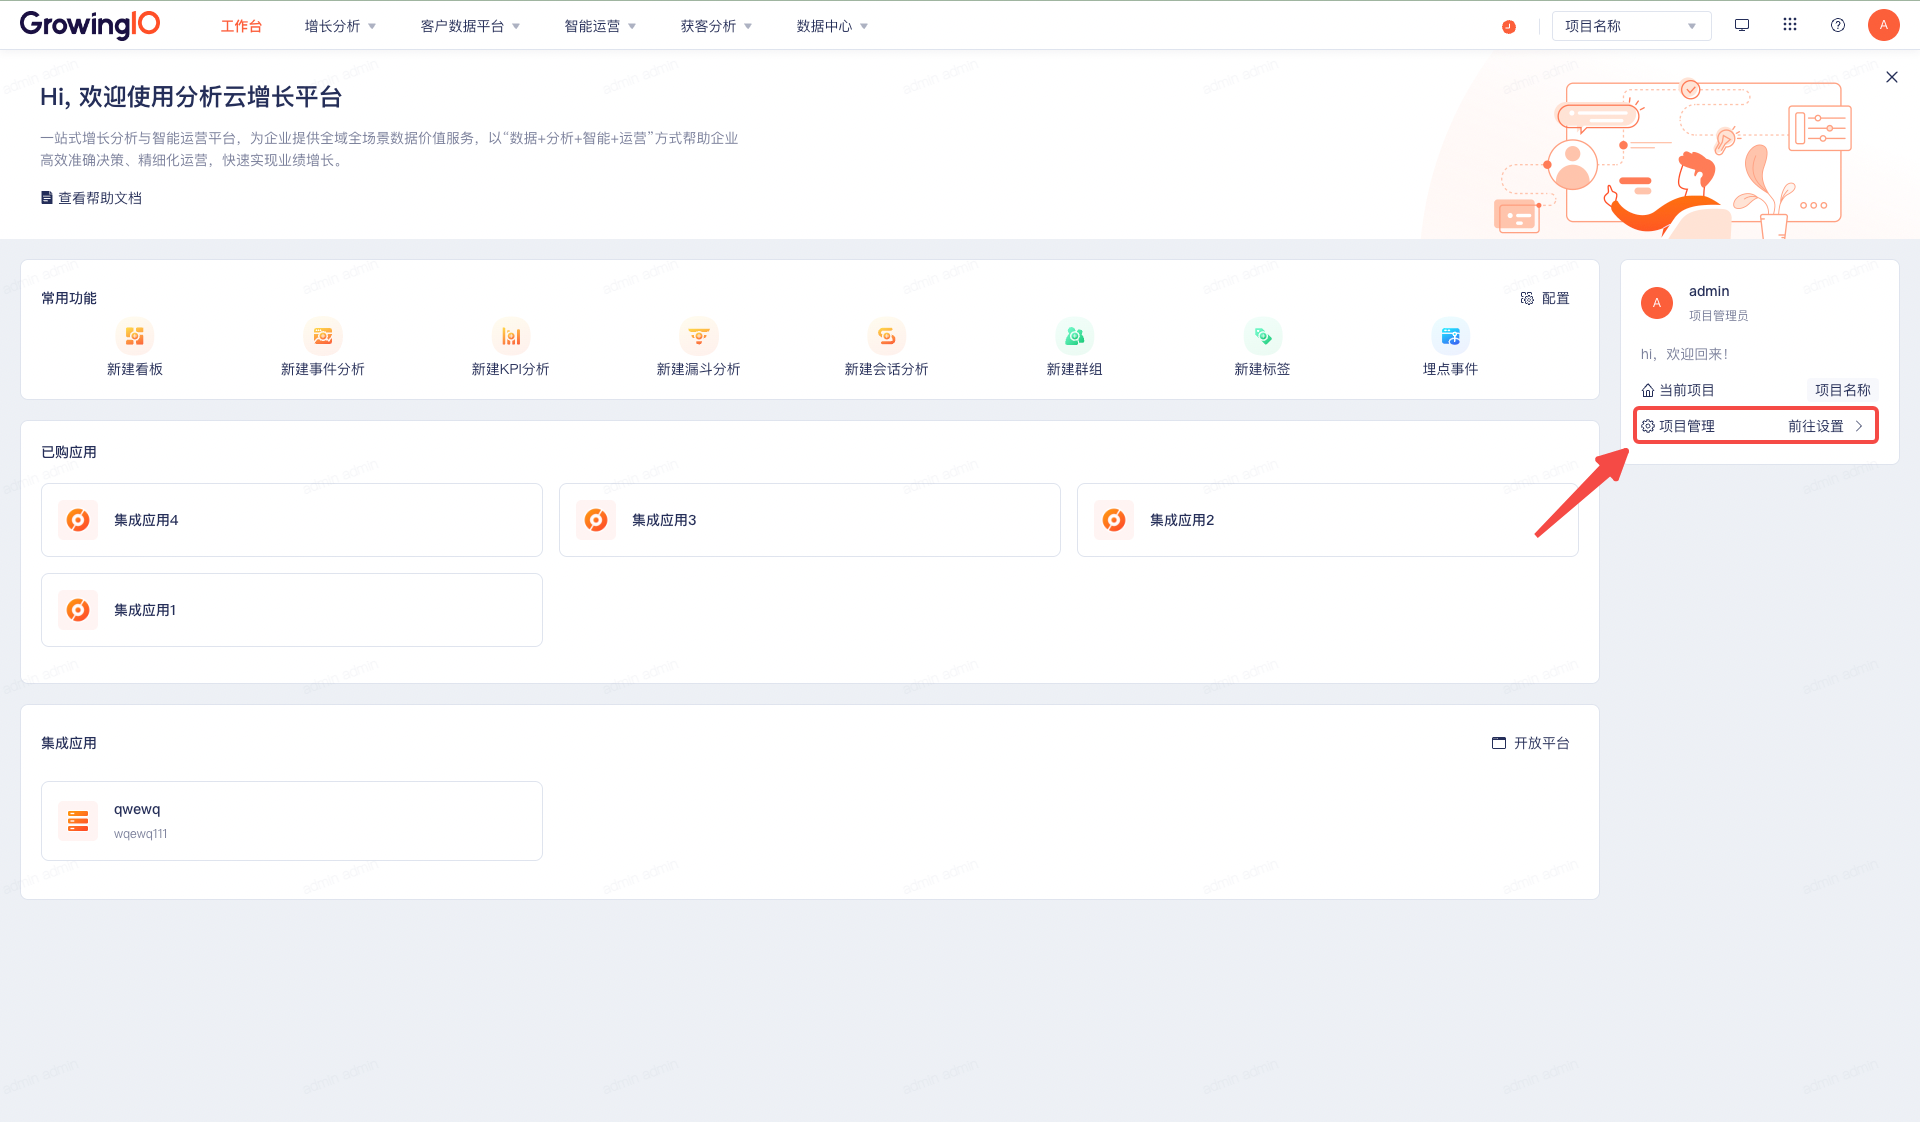 GrowingIO
工作台
增长分析
客户数据平台
智能运营
获客分析
数据中心
项目名称
A
Hi, 欢迎使用分析云增长平台
一站式增长分析与智能运营平台，为企业提供全域全场景数据价值服务，以“数据+分析+智能+运营”方式帮助企业
高效准确决策、精细化运营，快速实现业绩增长。
查看帮助文档
常用功能
配置
新建看板
新建事件分析
新建KPI分析
新建漏斗分析
新建会话分析
新建群组
新建标签
埋点事件
A
admin
项目管理员
hi，欢迎回来！
当前项目
项目名称
项目管理
前往设置
已购应用
集成应用4
集成应用3
集成应用2
集成应用1
集成应用
开放平台
qwewq
wqewq111
admin admin